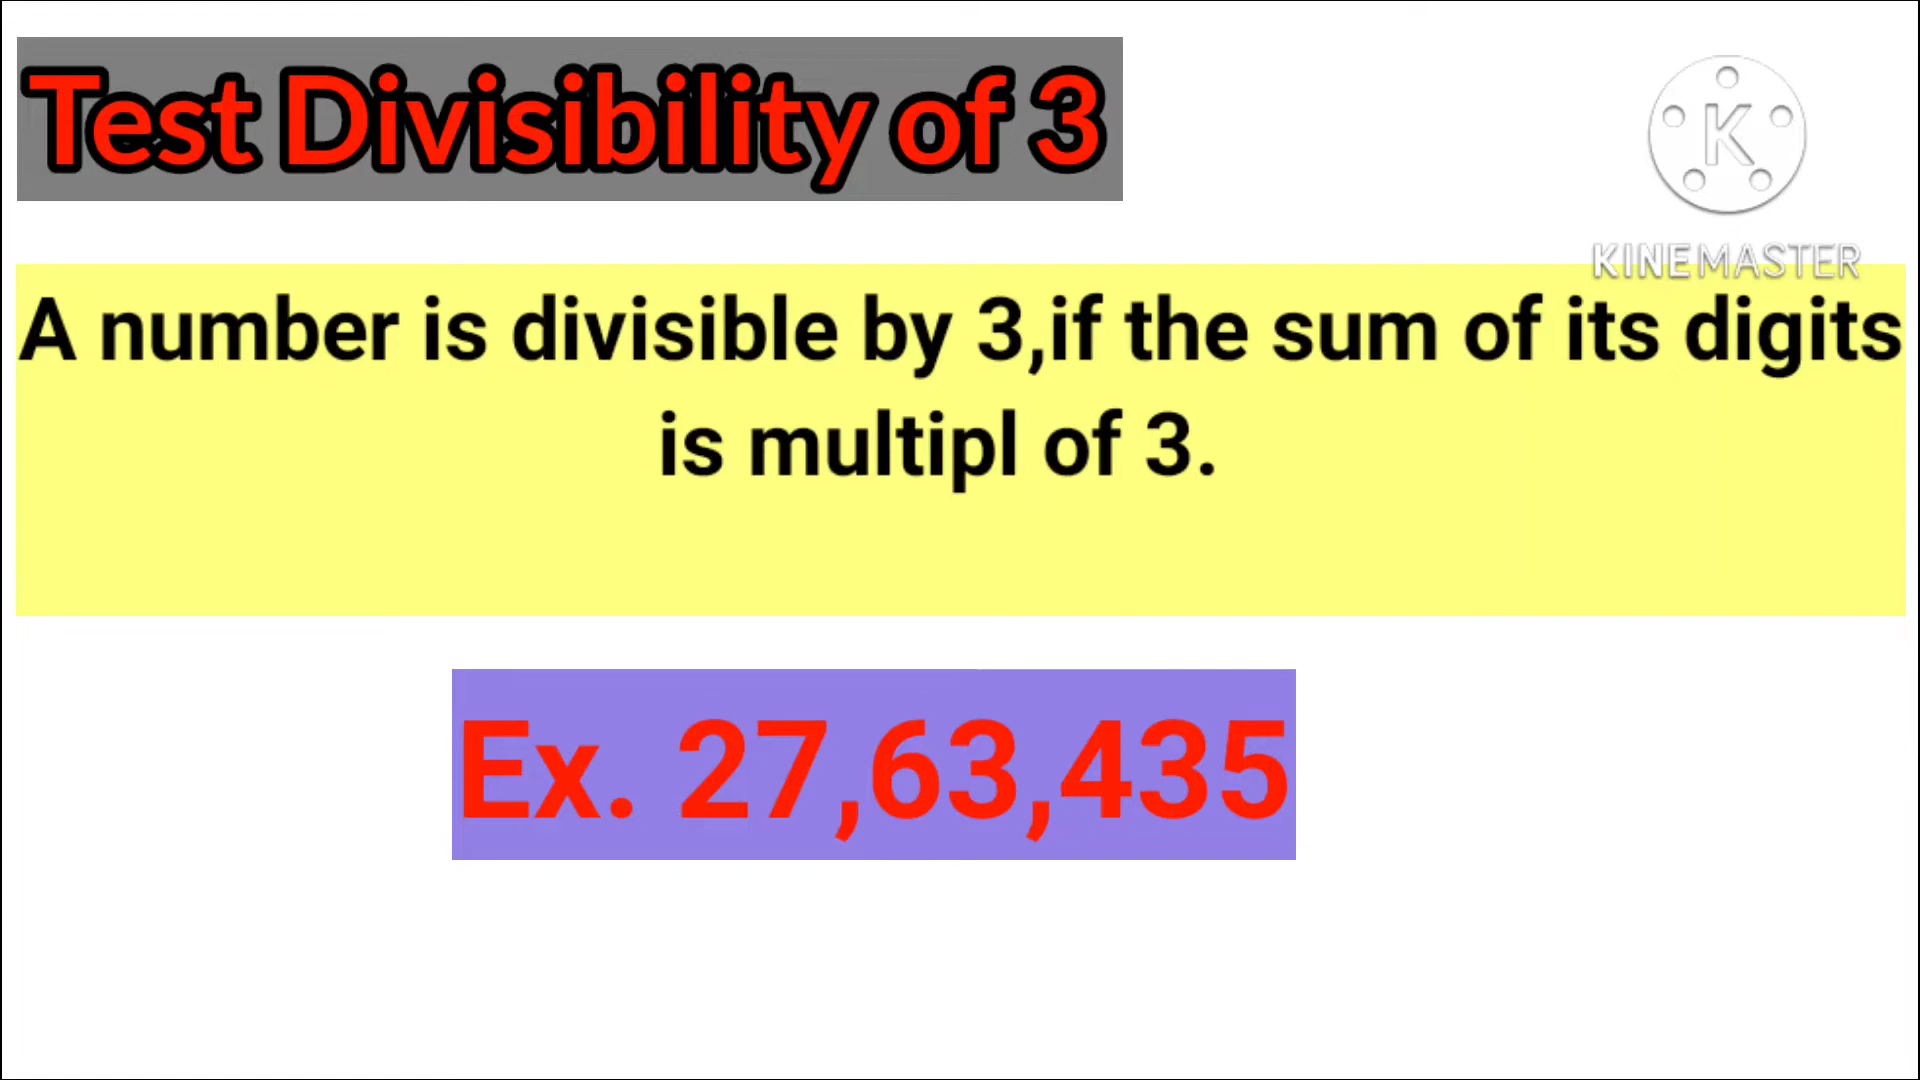 Test Divisibility of 3
K
KINEMASTER
A number is divisible by 3,if the sum of its digits
is multipl of 3.
Ex. 27,63,435